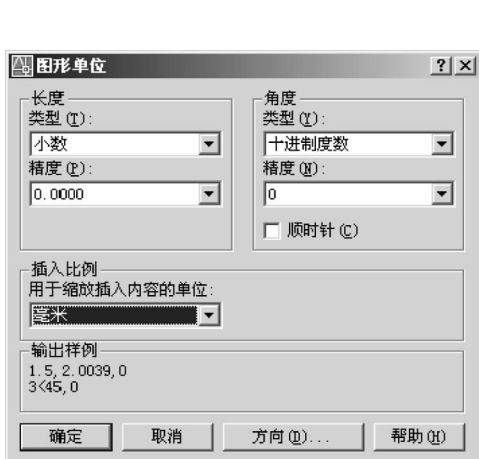 图形单位
长度
类型(T):
小数
精度(P):
0.0000
角度
类型(Y):
十进制度数
精度(N):
0
顺时针(C)
插入比例
用于缩放插入内容的单位:
毫米
输出样例
1.5,2.0039,0
3<45,0
确定
取消
方向(D)...
帮助(H)